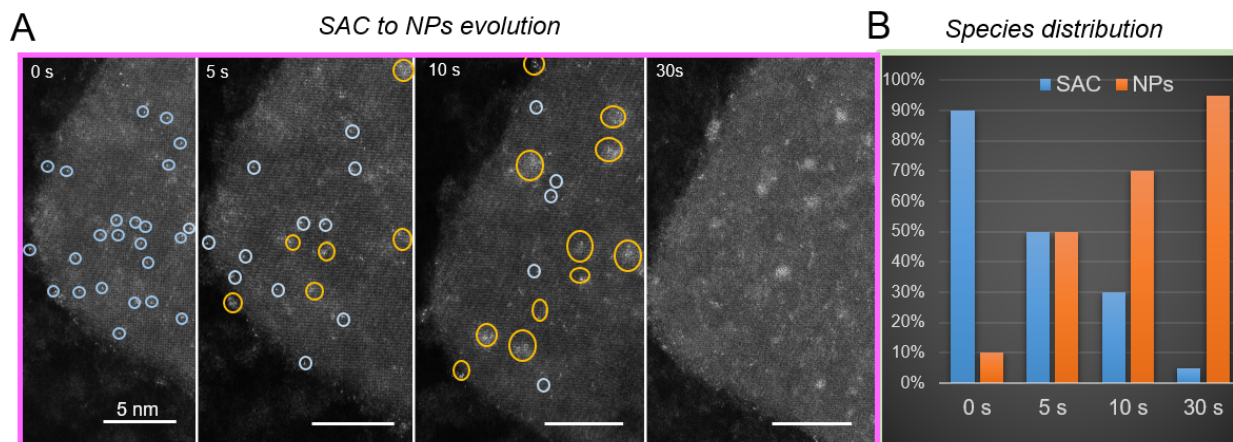 A
SAC to NPs evolution
0 s
5 s
10 s
30s
5 nm
B
Species distribution
SAC
NPs
100%
90%
80%
70%
60%
50%
40%
30%
20%
10%
0%
0 s
5 s
10 s
30 s